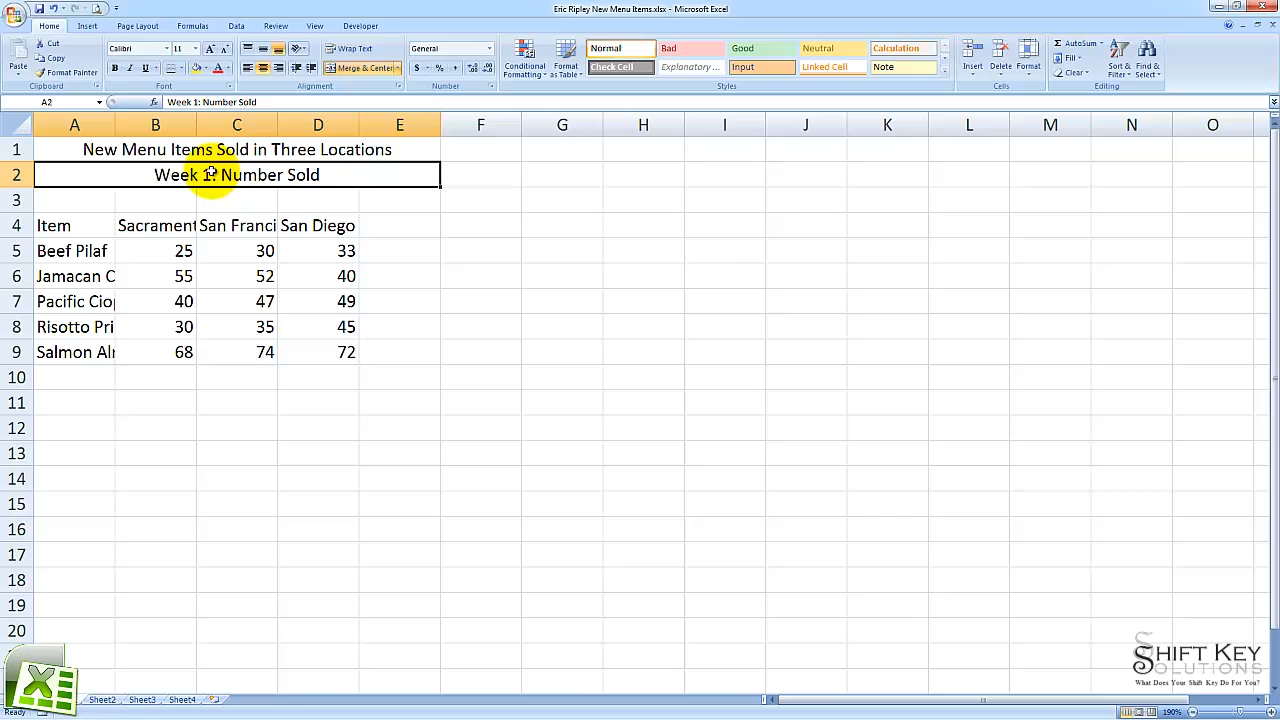 Eric Ripley New Menu Items.xlsx - Microsoft Excel
Home Insert Page Layout Formulas Data Review View Developer
Cut
Copy
Format Painter
Paste
Clipboard
Calibri 11
B I U
Font
Wrap Text
Merge & Center
Alignment
General
$ % ,
Number
Conditional Formatting
Format as Table
Normal Bad Good Neutral Calculation
Check Cell Explanatory ... Input Linked Cell Note
Styles
Insert Delete Format
Cells
AutoSum
Fill
Clear
Sort & Filter
Find & Select
Editing
A2 fx Week 1: Number Sold
A B C D E F G H I J K L M N O
1 New Menu Items Sold in Three Locations
2 Week 1: Number Sold
3
4 Item Sacrament San Franci San Diego
5 Beef Pilaf 25 30 33
6 Jamacan C 55 52 40
7 Pacific Ciop 40 47 49
8 Risotto Pri 30 35 45
9 Salmon Alr 68 74 72
10
11
12
13
14
15
16
17
18
19
20
SHIFT KEY
SOLUTIONS
What Does Your Shift Key Do For You?
Sheet2 Sheet3 Sheet4
Ready 190%